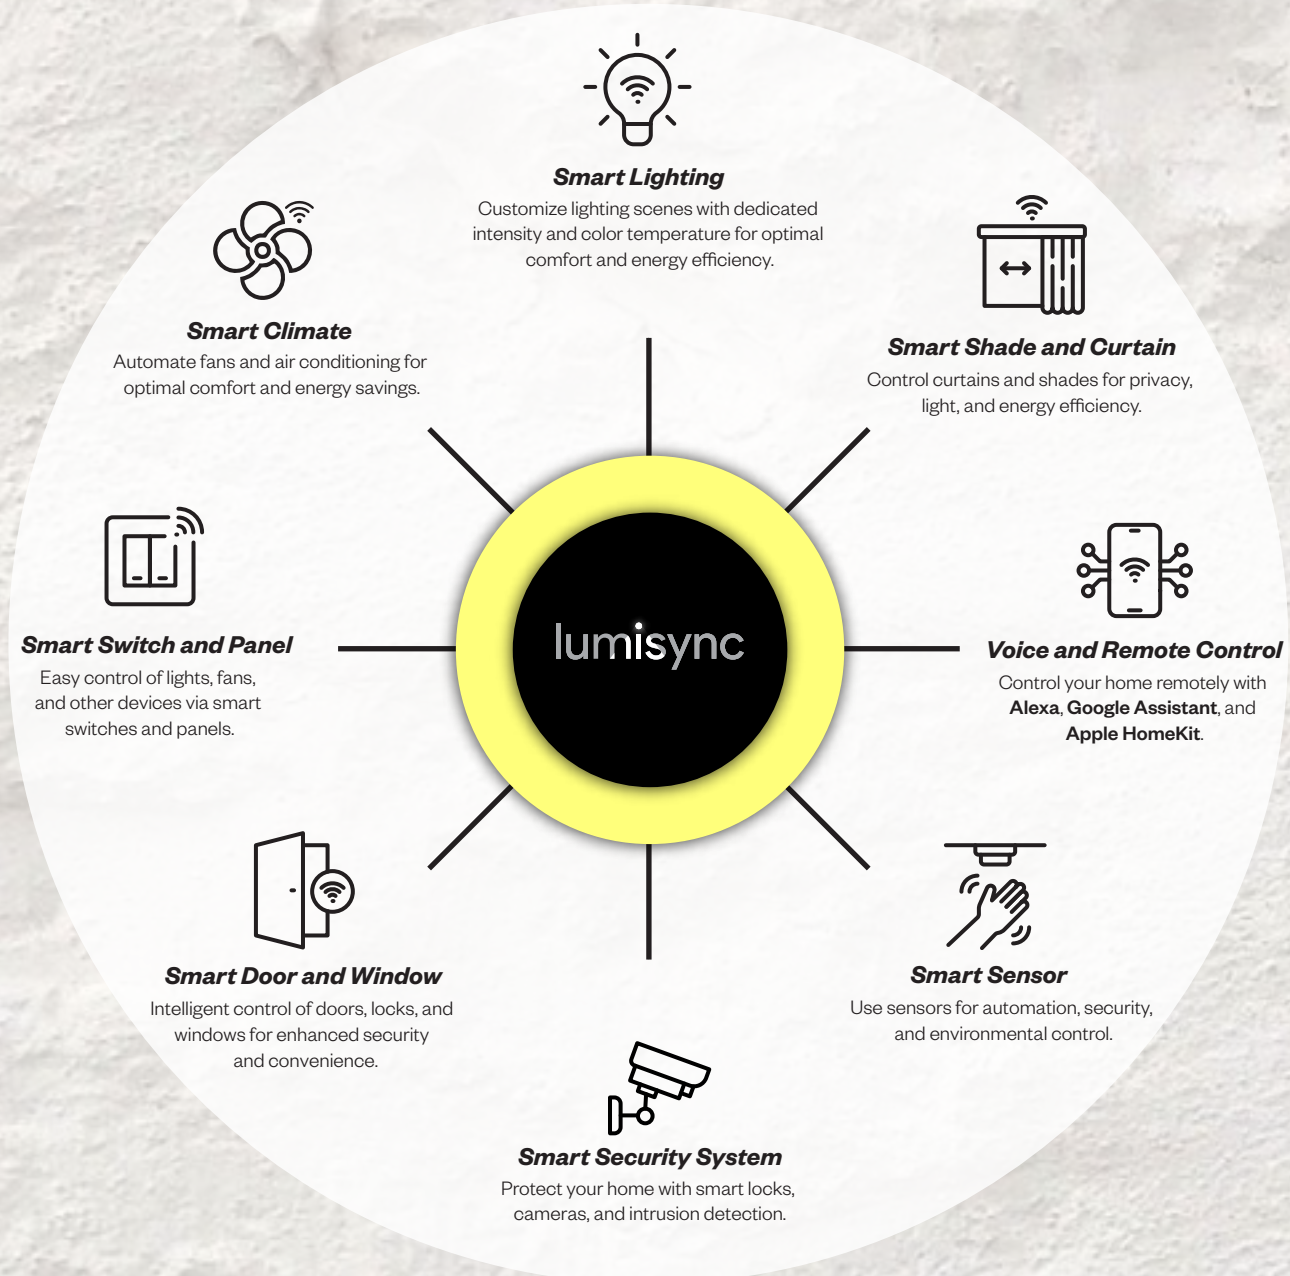 Smart Lighting
Customize lighting scenes with dedicated
intensity and color temperature for optimal
comfort and energy efficiency.
Smart Climate
Automate fans and air conditioning for
optimal comfort and energy savings.
Smart Shade and Curtain
Control curtains and shades for privacy,
light, and energy efficiency.
Smart Switch and Panel
Easy control of lights, fans,
and other devices via smart
switches and panels.
lumisync
Voice and Remote Control
Control your home remotely with
Alexa, Google Assistant, and
Apple HomeKit.
Smart Door and Window
Intelligent control of doors, locks, and
windows for enhanced security
and convenience.
Smart Sensor
Use sensors for automation, security,
and environmental control.
Smart Security System
Protect your home with smart locks,
cameras, and intrusion detection.